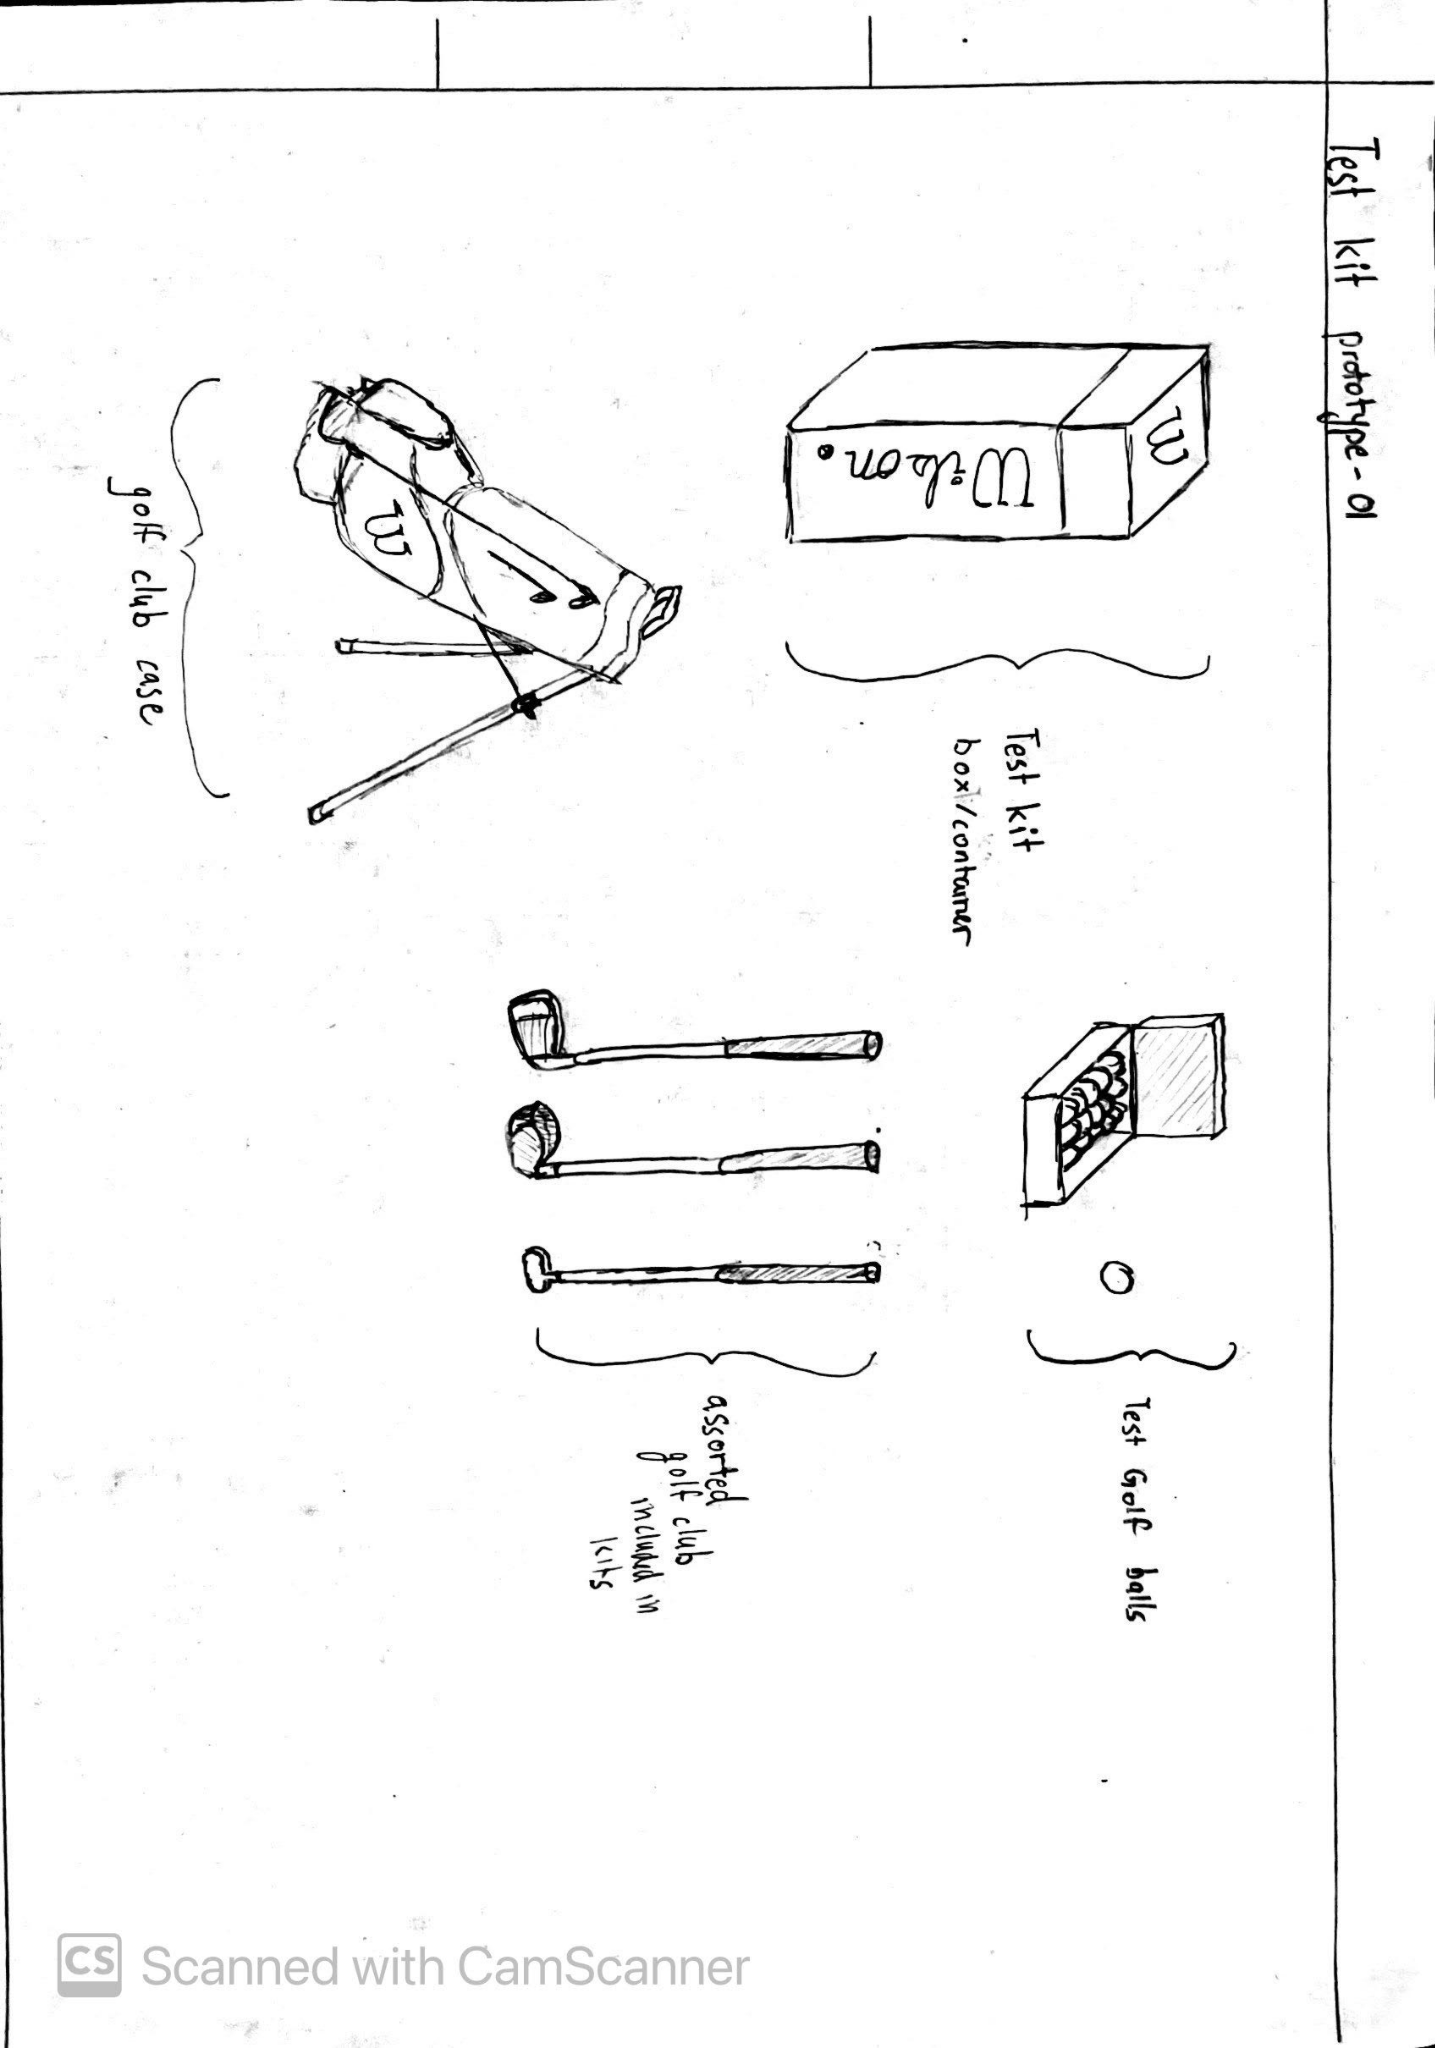 Test kit prototype-01
W
Wilson.
Test kit
box/container
Test Golf balls
W
golf club case
assorted
golf club
included in
kits
CS Scanned with CamScanner